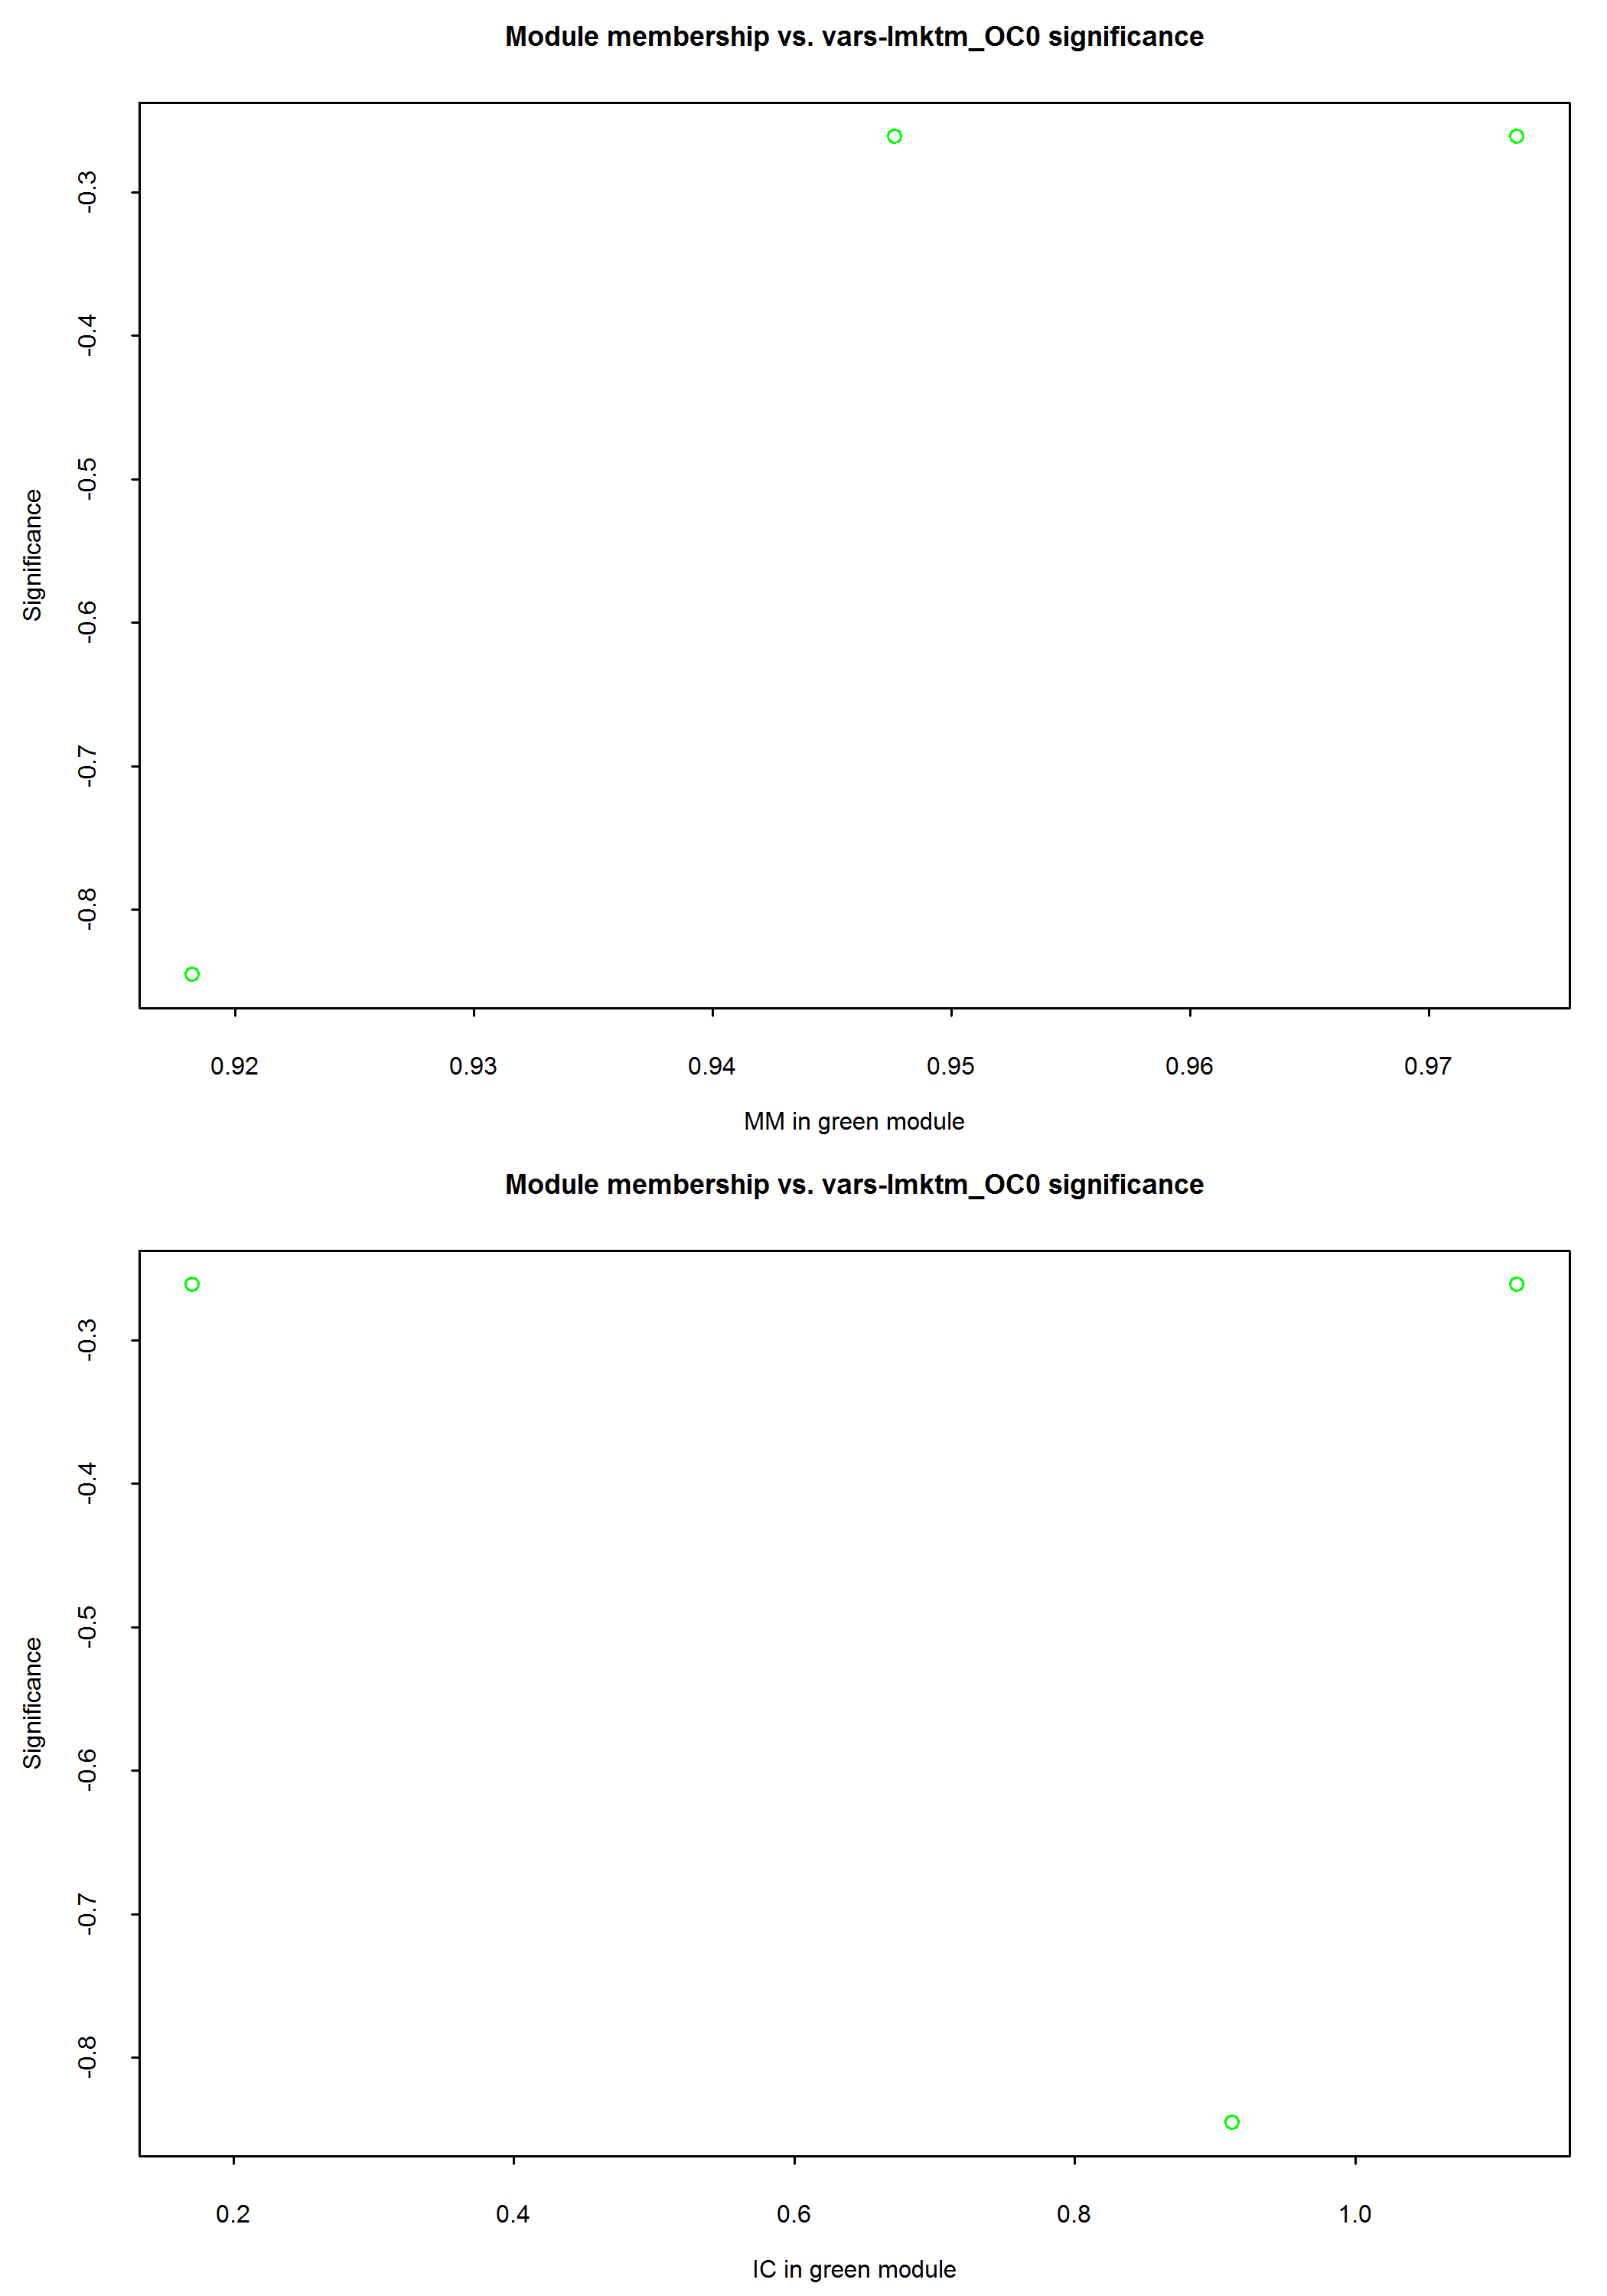 Module membership vs. vars-lmktm_OC0 significance
-0.3
-0.4
-0.5
-0.6
-0.7
-0.8
Significance
0.92 0.93 0.94 0.95 0.96 0.97
MM in green module
Module membership vs. vars-lmktm_OC0 significance
-0.3
-0.4
-0.5
-0.6
-0.7
-0.8
Significance
0.2 0.4 0.6 0.8 1.0
IC in green module